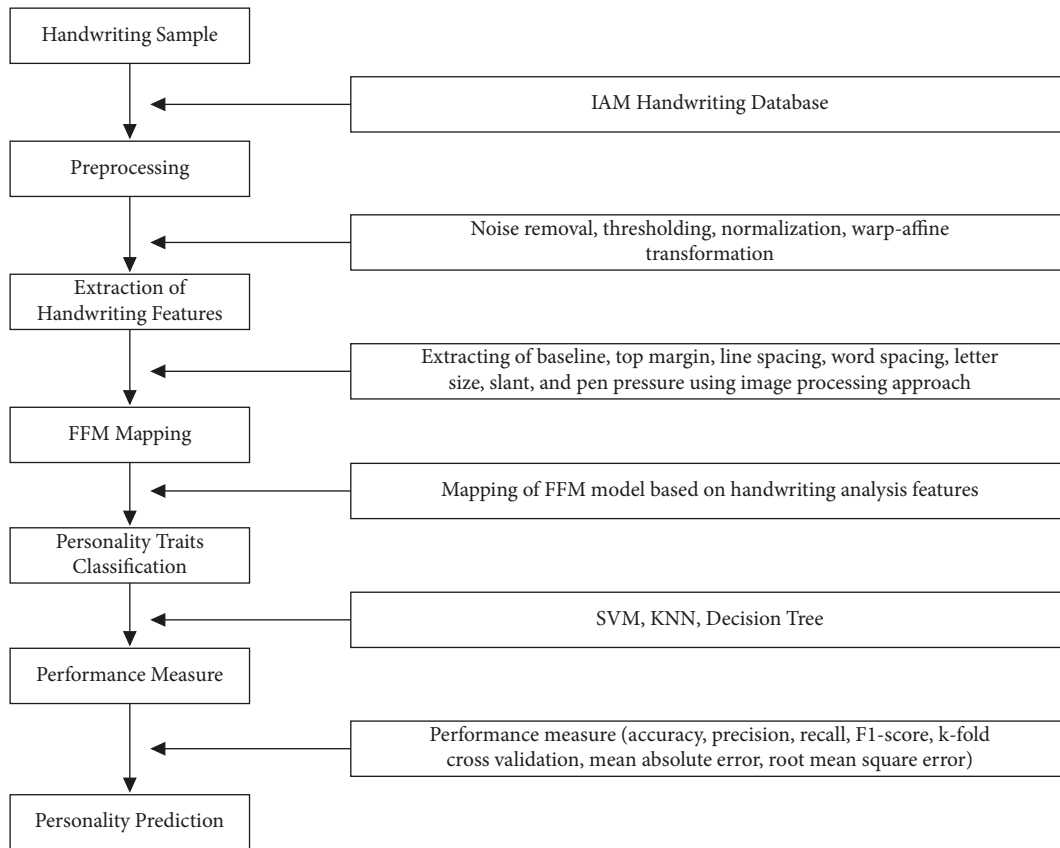 Handwriting Sample
IAM Handwriting Database
Preprocessing
Noise removal, thresholding, normalization, warp-affine
transformation
Extraction of
Handwriting Features
Extracting of baseline, top margin, line spacing, word spacing, letter
size, slant, and pen pressure using image processing approach
FFM Mapping
Mapping of FFM model based on handwriting analysis features
Personality Traits
Classification
SVM, KNN, Decision Tree
Performance Measure
Performance measure (accuracy, precision, recall, F1-score, k-fold
cross validation, mean absolute error, root mean square error)
Personality Prediction